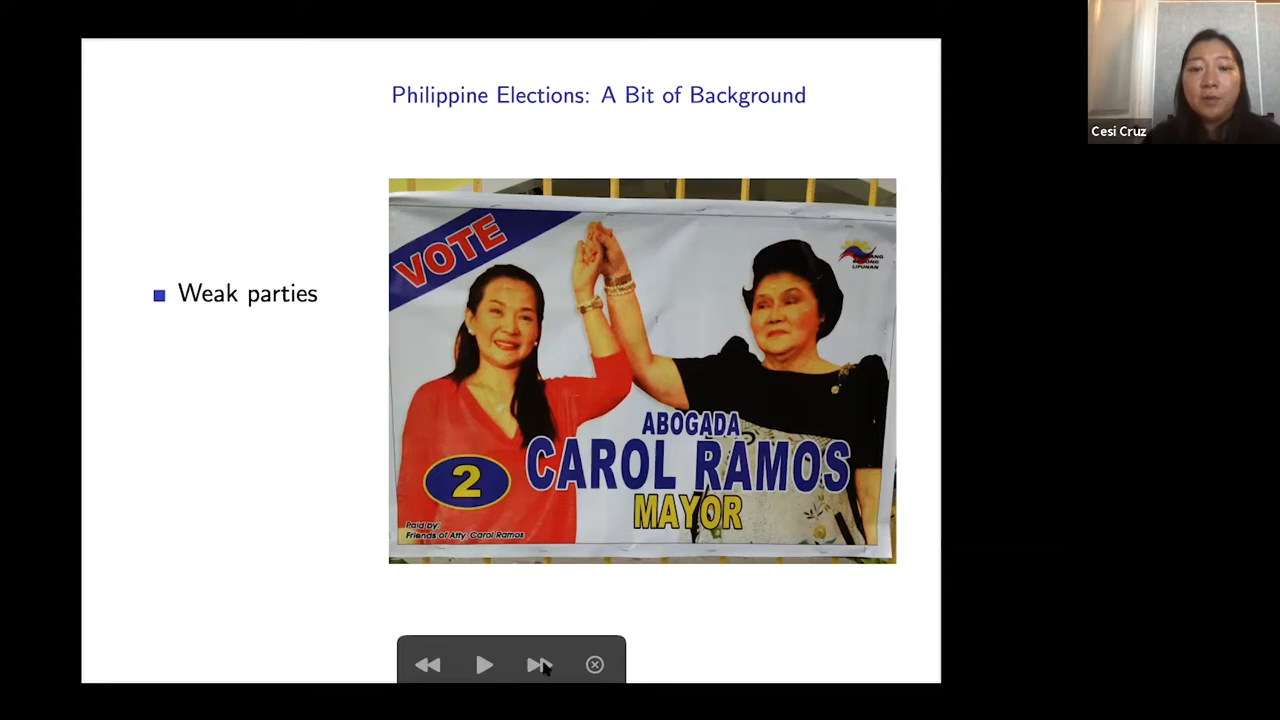 Philippine Elections: A Bit of Background
Cesi Cruz
Weak parties
VOTE
LIPUNAN
ABOGADA
CAROL RAMOS
2
MAYOR
Paid by:
Friends of Atty. Carol Ramos